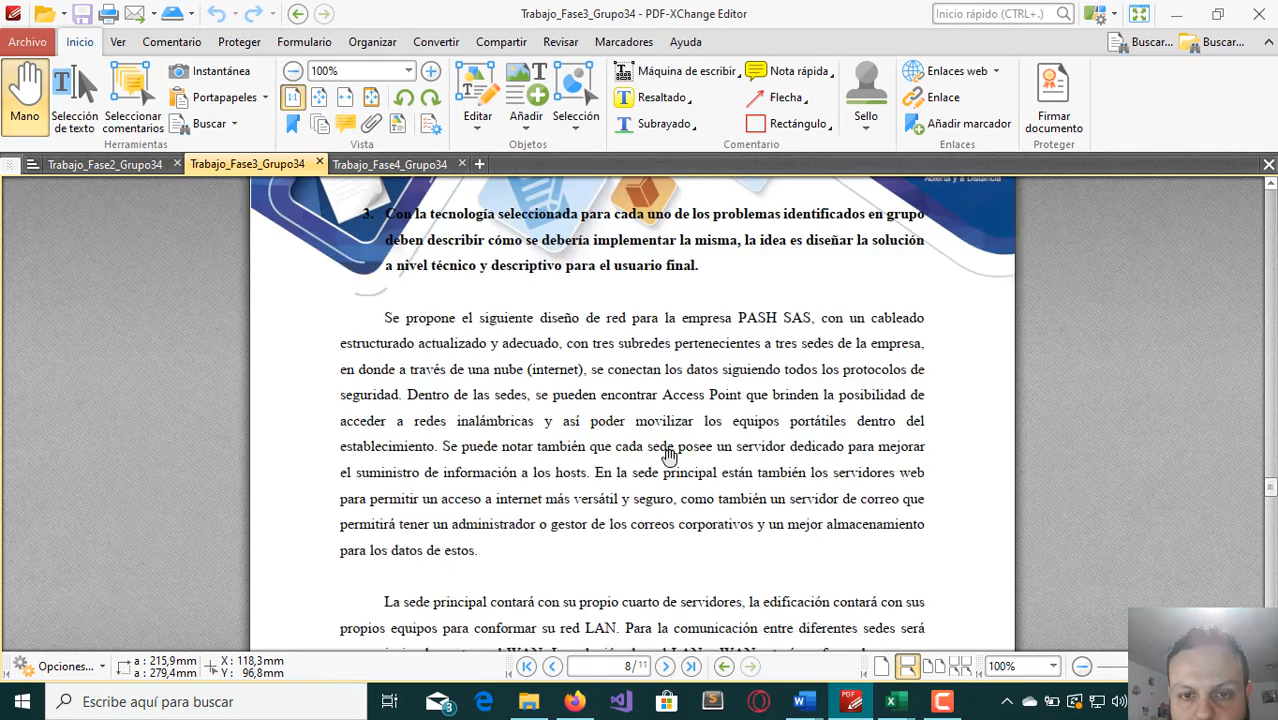 Trabajo_Fase3_Grupo34 - PDF-XChange Editor
Inicio rápido (CTRL+.)
Archivo Inicio Ver Comentario Proteger Formulario Organizar Convertir Compartir Revisar Marcadores Ayuda Buscar... Buscar...
Mano
Selección de texto
Seleccionar comentarios
Instantánea
Portapapeles
Buscar
Herramientas
100%
Vista
Editar
Añadir
Selección
Objetos
Máquina de escribir
Resaltado
Subrayado
Nota rápida
Flecha
Rectángulo
Comentario
Sello
Enlaces web
Enlace
Añadir marcador
Enlaces
Firmar documento
Proteger
Trabajo_Fase2_Grupo34 Trabajo_Fase3_Grupo34 Trabajo_Fase4_Grupo34
Abierta y a Distancia
3. Con la tecnología seleccionada para cada uno de los problemas identificados en grupo
deben describir cómo se debería implementar la misma, la idea es diseñar la solución
a nivel técnico y descriptivo para el usuario final.
Se propone el siguiente diseño de red para la empresa PASH SAS, con un cableado
estructurado actualizado y adecuado, con tres subredes pertenecientes a tres sedes de la empresa,
en donde a través de una nube (internet), se conectan los datos siguiendo todos los protocolos de
seguridad. Dentro de las sedes, se pueden encontrar Access Point que brinden la posibilidad de
acceder a redes inalámbricas y así poder movilizar los equipos portátiles dentro del
establecimiento. Se puede notar también que cada sede posee un servidor dedicado para mejorar
el suministro de información a los hosts. En la sede principal están también los servidores web
para permitir un acceso a internet más versátil y seguro, como también un servidor de correo que
permitirá tener un administrador o gestor de los correos corporativos y un mejor almacenamiento
para los datos de estos.
La sede principal contará con su propio cuarto de servidores, la edificación contará con sus
propios equipos para conformar su red LAN. Para la comunicación entre diferentes sedes será
Opciones...
a : 215,9mm
a : 279,4mm
X : 118,3mm
Y : 96,8mm
8 / 11
100%
Escribe aquí para buscar
3